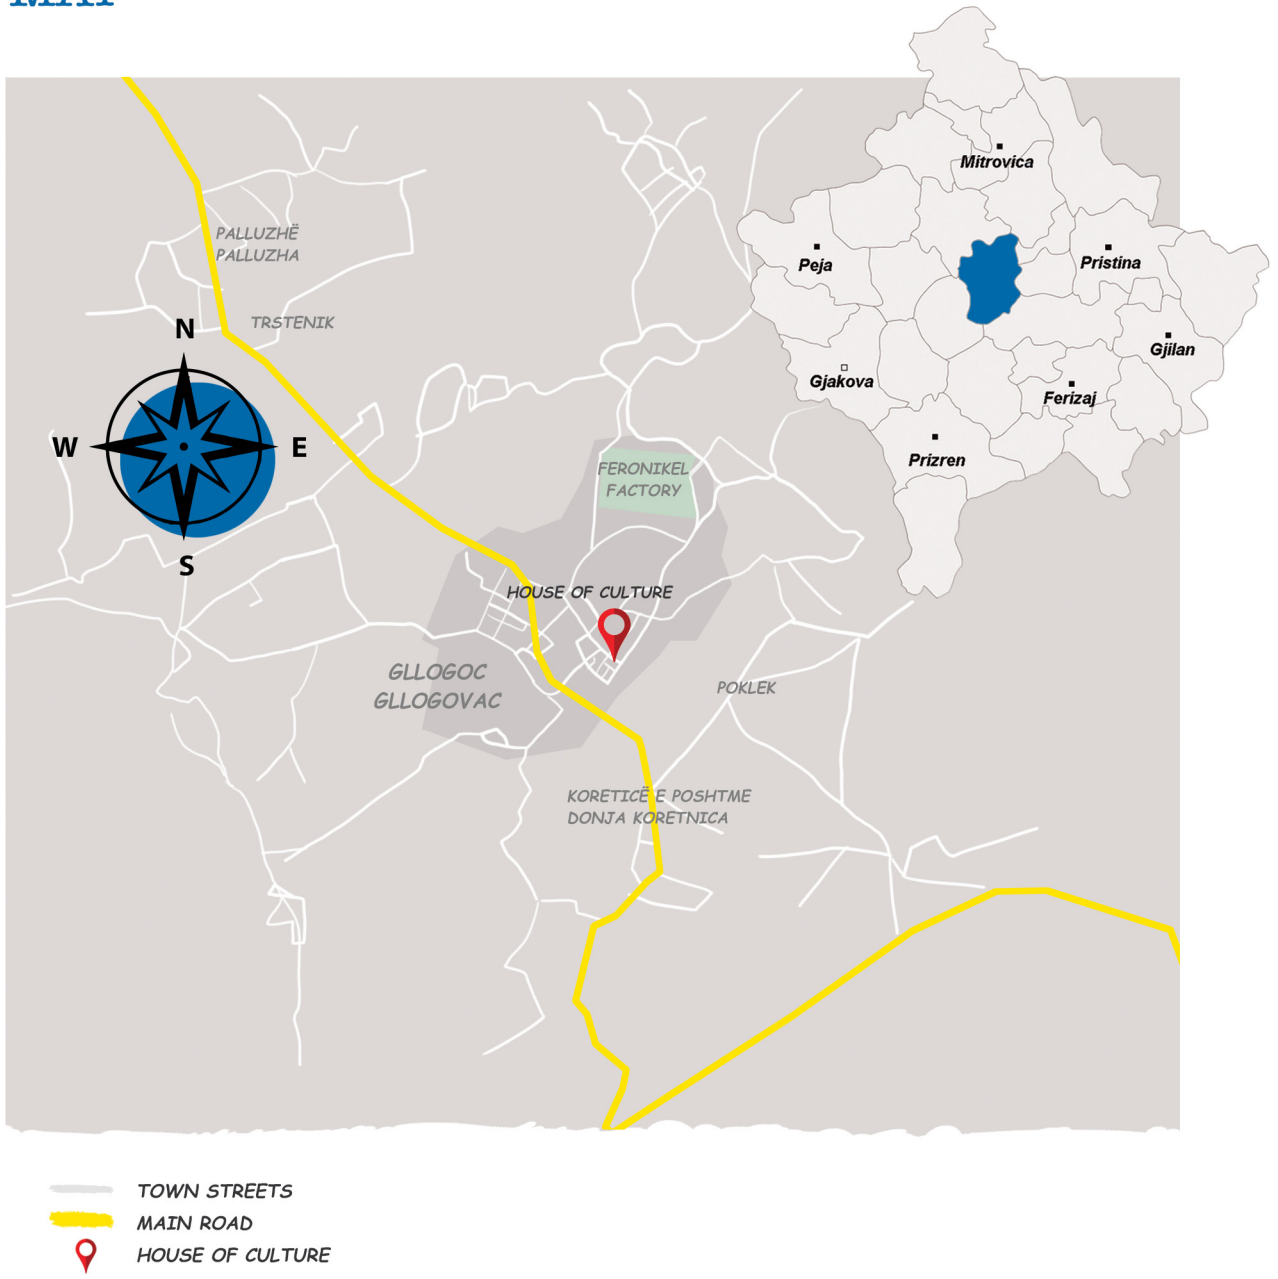 MAP
Mitrovica
Peja
Pristina
Gjilan
Gjakova
Ferizaj
Prizren
PALLUZHË
PALLUZHA
TRSTENIK
N
W
E
S
FERONIKEL
FACTORY
HOUSE OF CULTURE
GLLOGOC
GLLOGOVAC
POKLEK
KORETICË E POSHTME
DONJA KORETNICA
TOWN STREETS
MAIN ROAD
HOUSE OF CULTURE